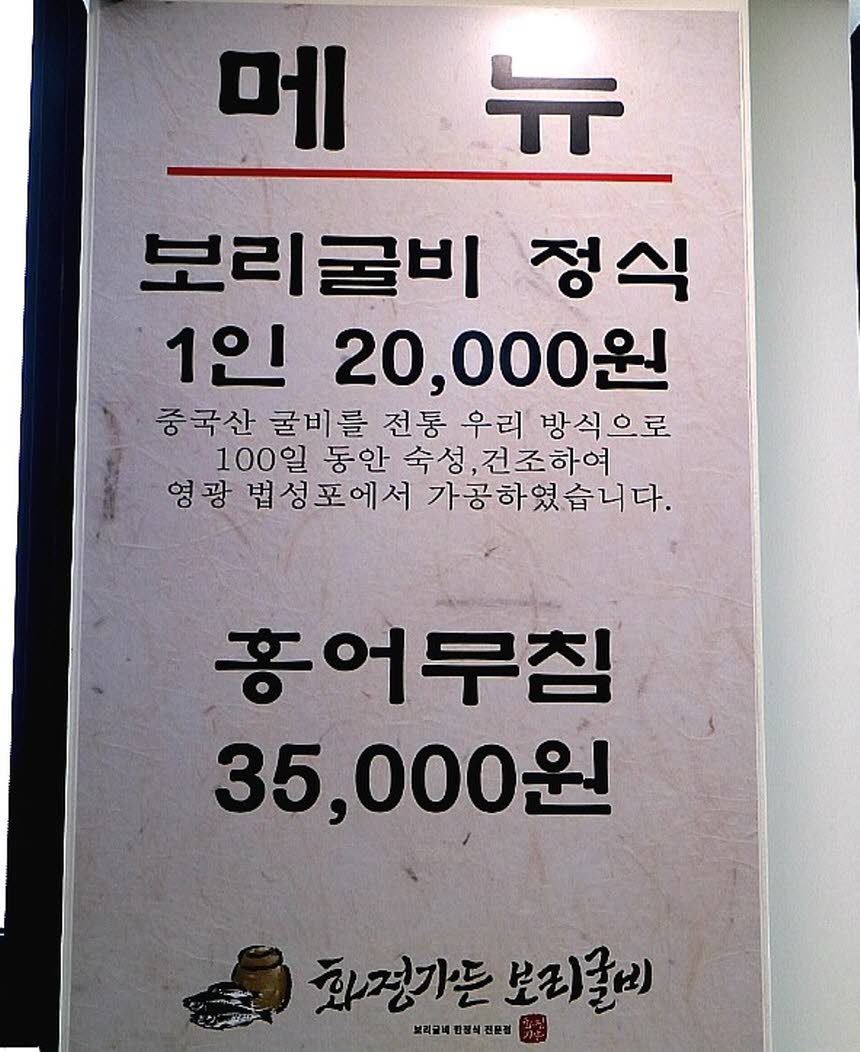 메 뉴
보리굴비 정식
1인 20,000원
중국산 굴비를 전통 우리 방식으로
100일 동안 숙성,건조하여
영광 법성포에서 가공하였습니다.
홍어무침
35,000원
화정가든 보리굴비
보리굴비 한정식 전문점